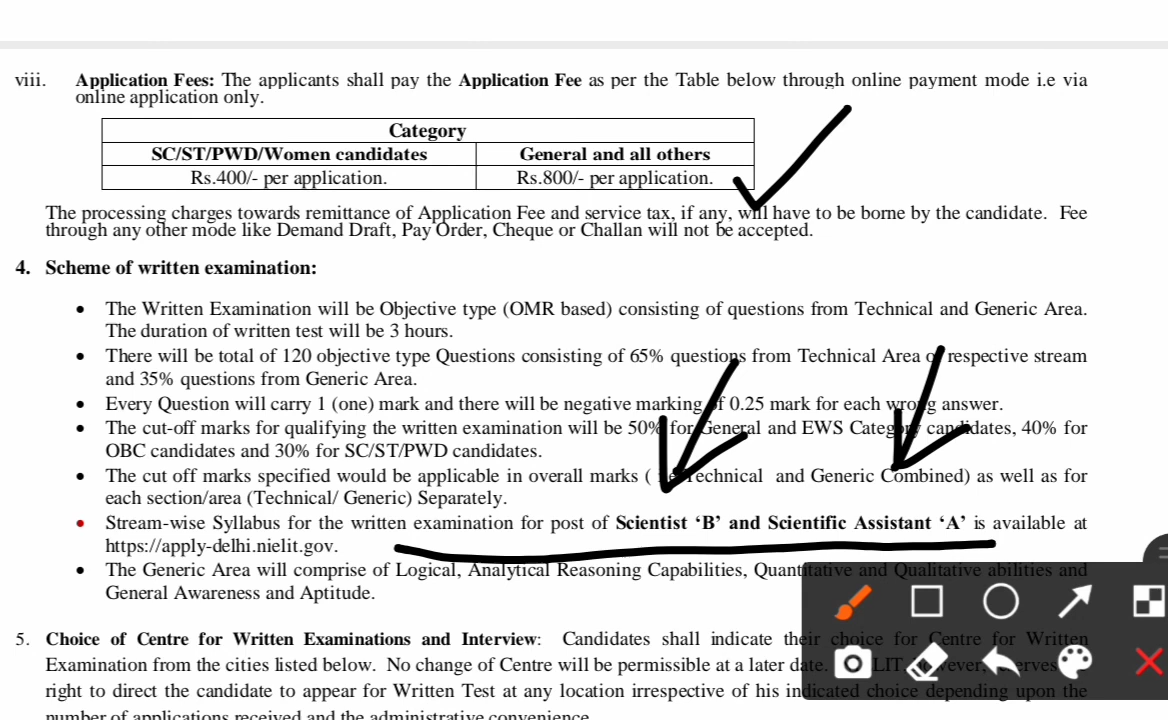 viii. Application Fees: The applicants shall pay the Application Fee as per the Table below through online payment mode i.e via
online application only.
Category
SC/ST/PWD/Women candidates General and all others
Rs.400/- per application. Rs.800/- per application.
The processing charges towards remittance of Application Fee and service tax, if any, will have to be borne by the candidate. Fee
through any other mode like Demand Draft, Pay Order, Cheque or Challan will not be accepted.
4. Scheme of written examination:
• The Written Examination will be Objective type (OMR based) consisting of questions from Technical and Generic Area.
The duration of written test will be 3 hours.
• There will be total of 120 objective type Questions consisting of 65% questions from Technical Area respective stream
and 35% questions from Generic Area.
• Every Question will carry 1 (one) mark and there will be negative marking of 0.25 mark for each wrong answer.
• The cut-off marks for qualifying the written examination will be 50% for General and EWS Category candidates, 40% for
OBC candidates and 30% for SC/ST/PWD candidates.
• The cut off marks specified would be applicable in overall marks ( Technical and Generic Combined) as well as for
each section/area (Technical/ Generic) Separately.
• Stream-wise Syllabus for the written examination for post of Scientist ‘B’ and Scientific Assistant ‘A’ is available at
https://apply-delhi.nielit.gov.
• The Generic Area will comprise of Logical, Analytical Reasoning Capabilities, Quantitative and Qualitative abilities and
General Awareness and Aptitude.
5. Choice of Centre for Written Examinations and Interview: Candidates shall indicate their choice for Centre for Written
Examination from the cities listed below. No change of Centre will be permissible at a later date.
right to direct the candidate to appear for Written Test at any location irrespective of his indicated choice depending upon the
number of applications received and the administrative convenience